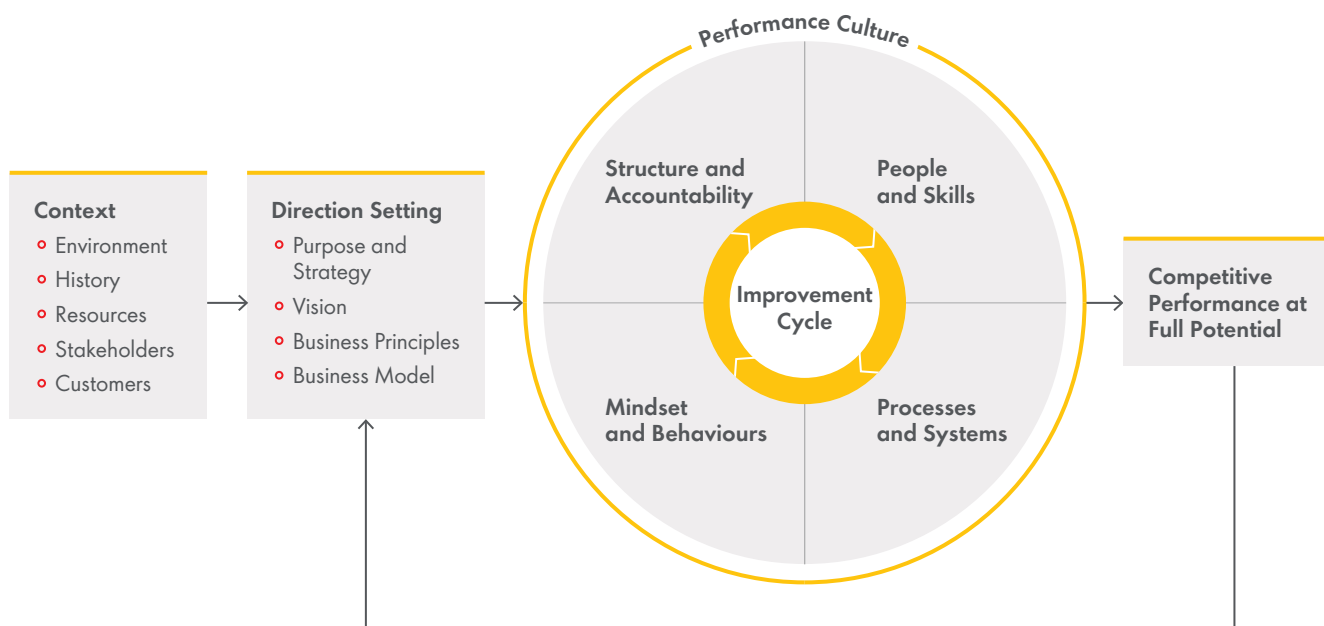 Performance Culture
Context
Environment
History
Resources
Stakeholders
Customers
Direction Setting
Purpose and
Strategy
Vision
Business Principles
Business Model
Structure and
Accountability
People
and Skills
Improvement
Cycle
Mindset
and Behaviours
Processes
and Systems
Competitive
Performance at
Full Potential